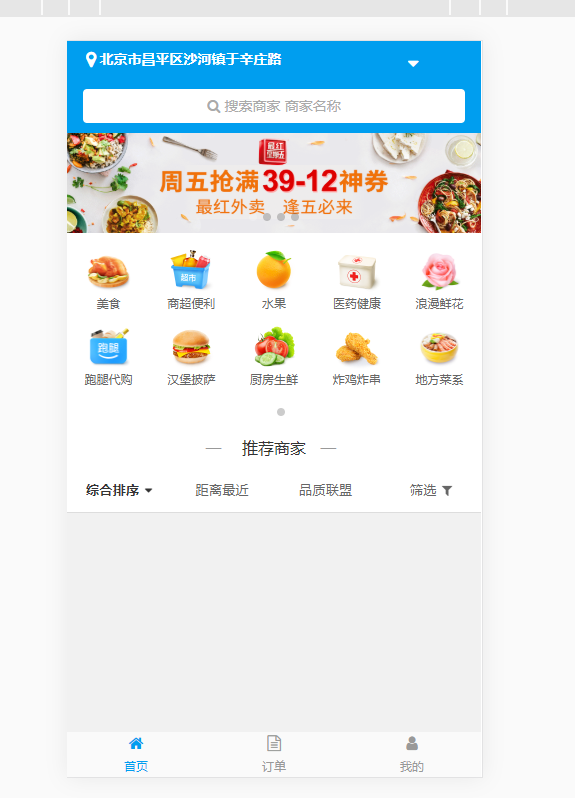 北京市昌平区沙河镇于辛庄路
搜索商家 商家名称
周五抢满39-12神券
最红外卖 逢五必来
超市
美食 商超便利 水果 医药健康 浪漫鲜花
跑腿
跑腿代购 汉堡披萨 厨房生鲜 炸鸡炸串 地方菜系
推荐商家
综合排序 距离最近 品质联盟 筛选
首页 订单 我的